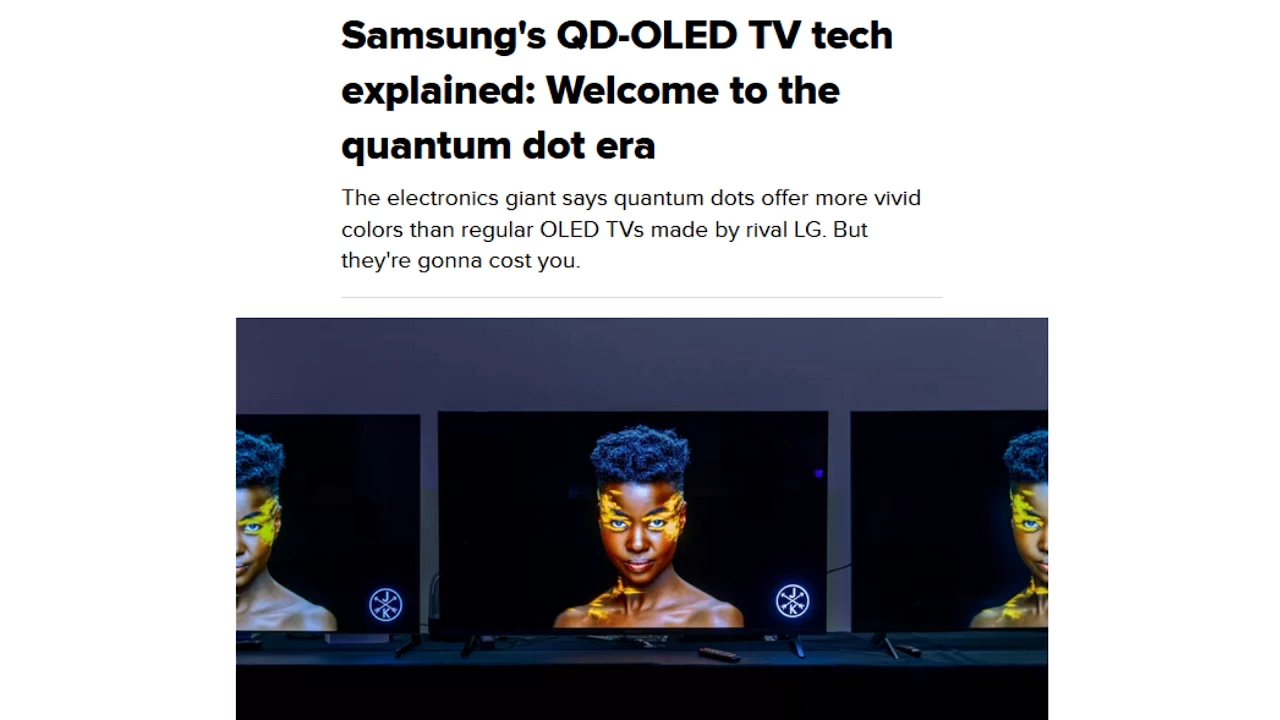 Samsung's QD-OLED TV tech
explained: Welcome to the
quantum dot era
The electronics giant says quantum dots offer more vivid
colors than regular OLED TVs made by rival LG. But
they're gonna cost you.
J
K
J
K